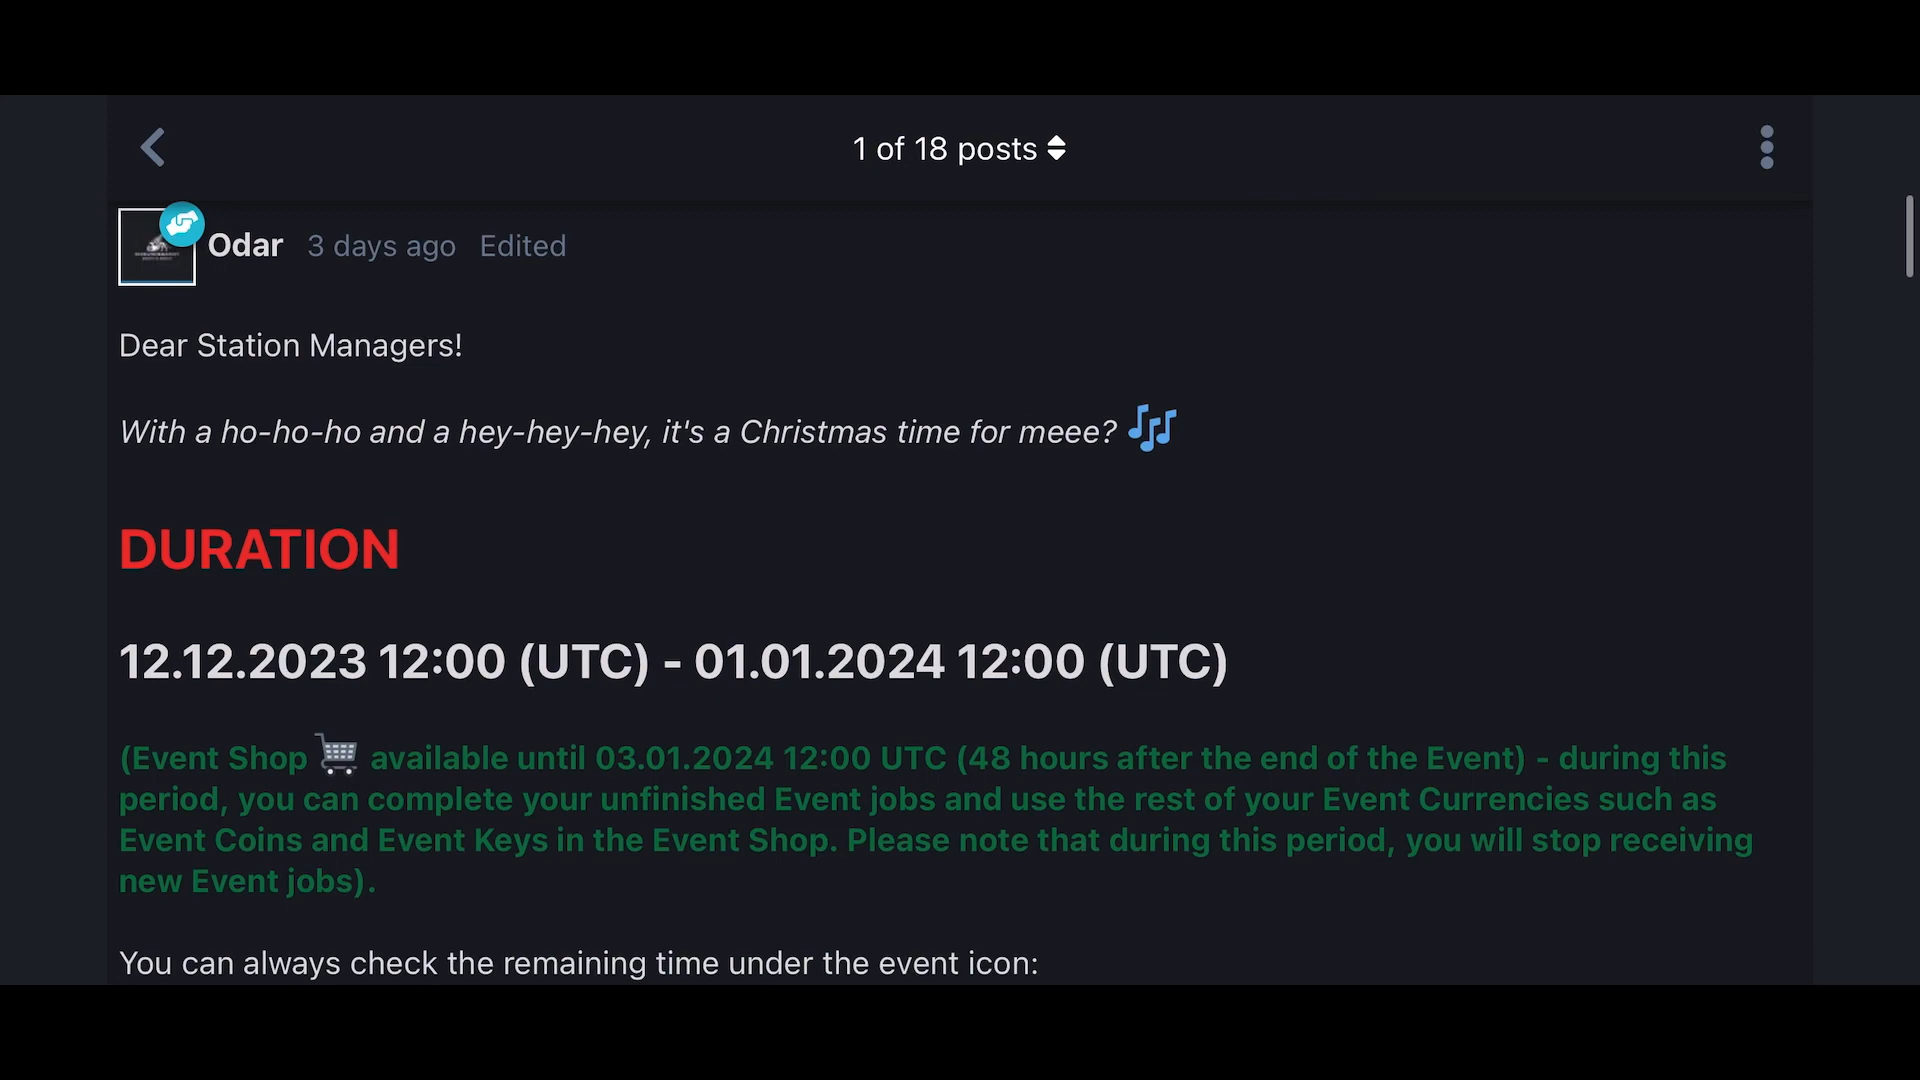 1 of 18 posts
Odar 3 days ago Edited
Dear Station Managers!
With a ho-ho-ho and a hey-hey-hey, it's a Christmas time for meee? 🎶
DURATION
12.12.2023 12:00 (UTC) - 01.01.2024 12:00 (UTC)
(Event Shop 🛒 available until 03.01.2024 12:00 UTC (48 hours after the end of the Event) - during this
period, you can complete your unfinished Event jobs and use the rest of your Event Currencies such as
Event Coins and Event Keys in the Event Shop. Please note that during this period, you will stop receiving
new Event jobs).
You can always check the remaining time under the event icon: